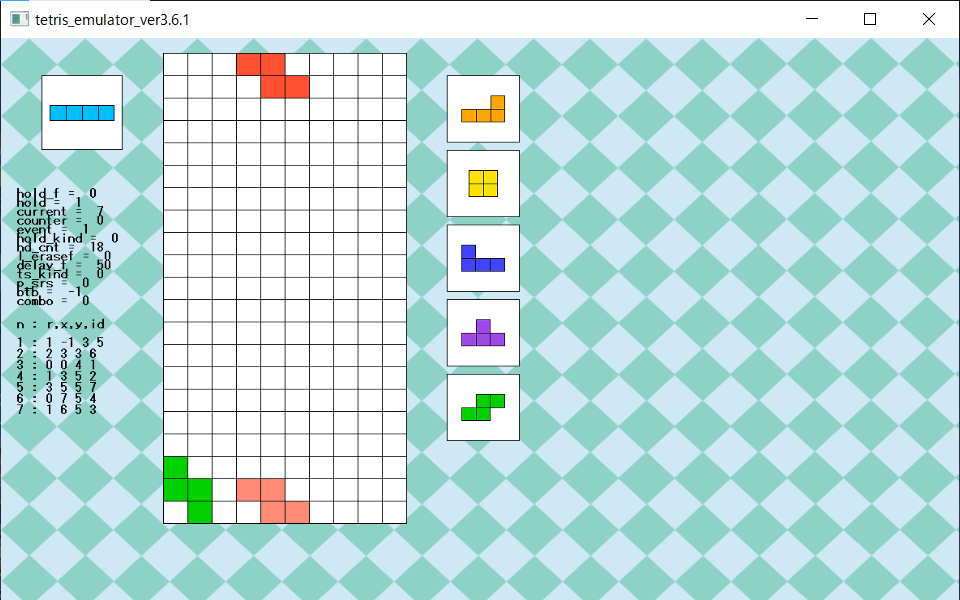 tetris_emulator_ver3.6.1
hold_f = 0
hold = 1
current = 7
counter = 0
event = 1
hold_kind = 0
hd_cnt = 18
l_erasef = 0
delay_f = 50
ts_kind = 0
p_srs = 0
btb = -1
combo = 0
n : r,x,y,id
1 : 1 -1 3 5
2 : 2 3 3 6
3 : 0 0 4 1
4 : 1 3 5 2
5 : 3 5 5 7
6 : 0 7 5 4
7 : 1 6 5 3